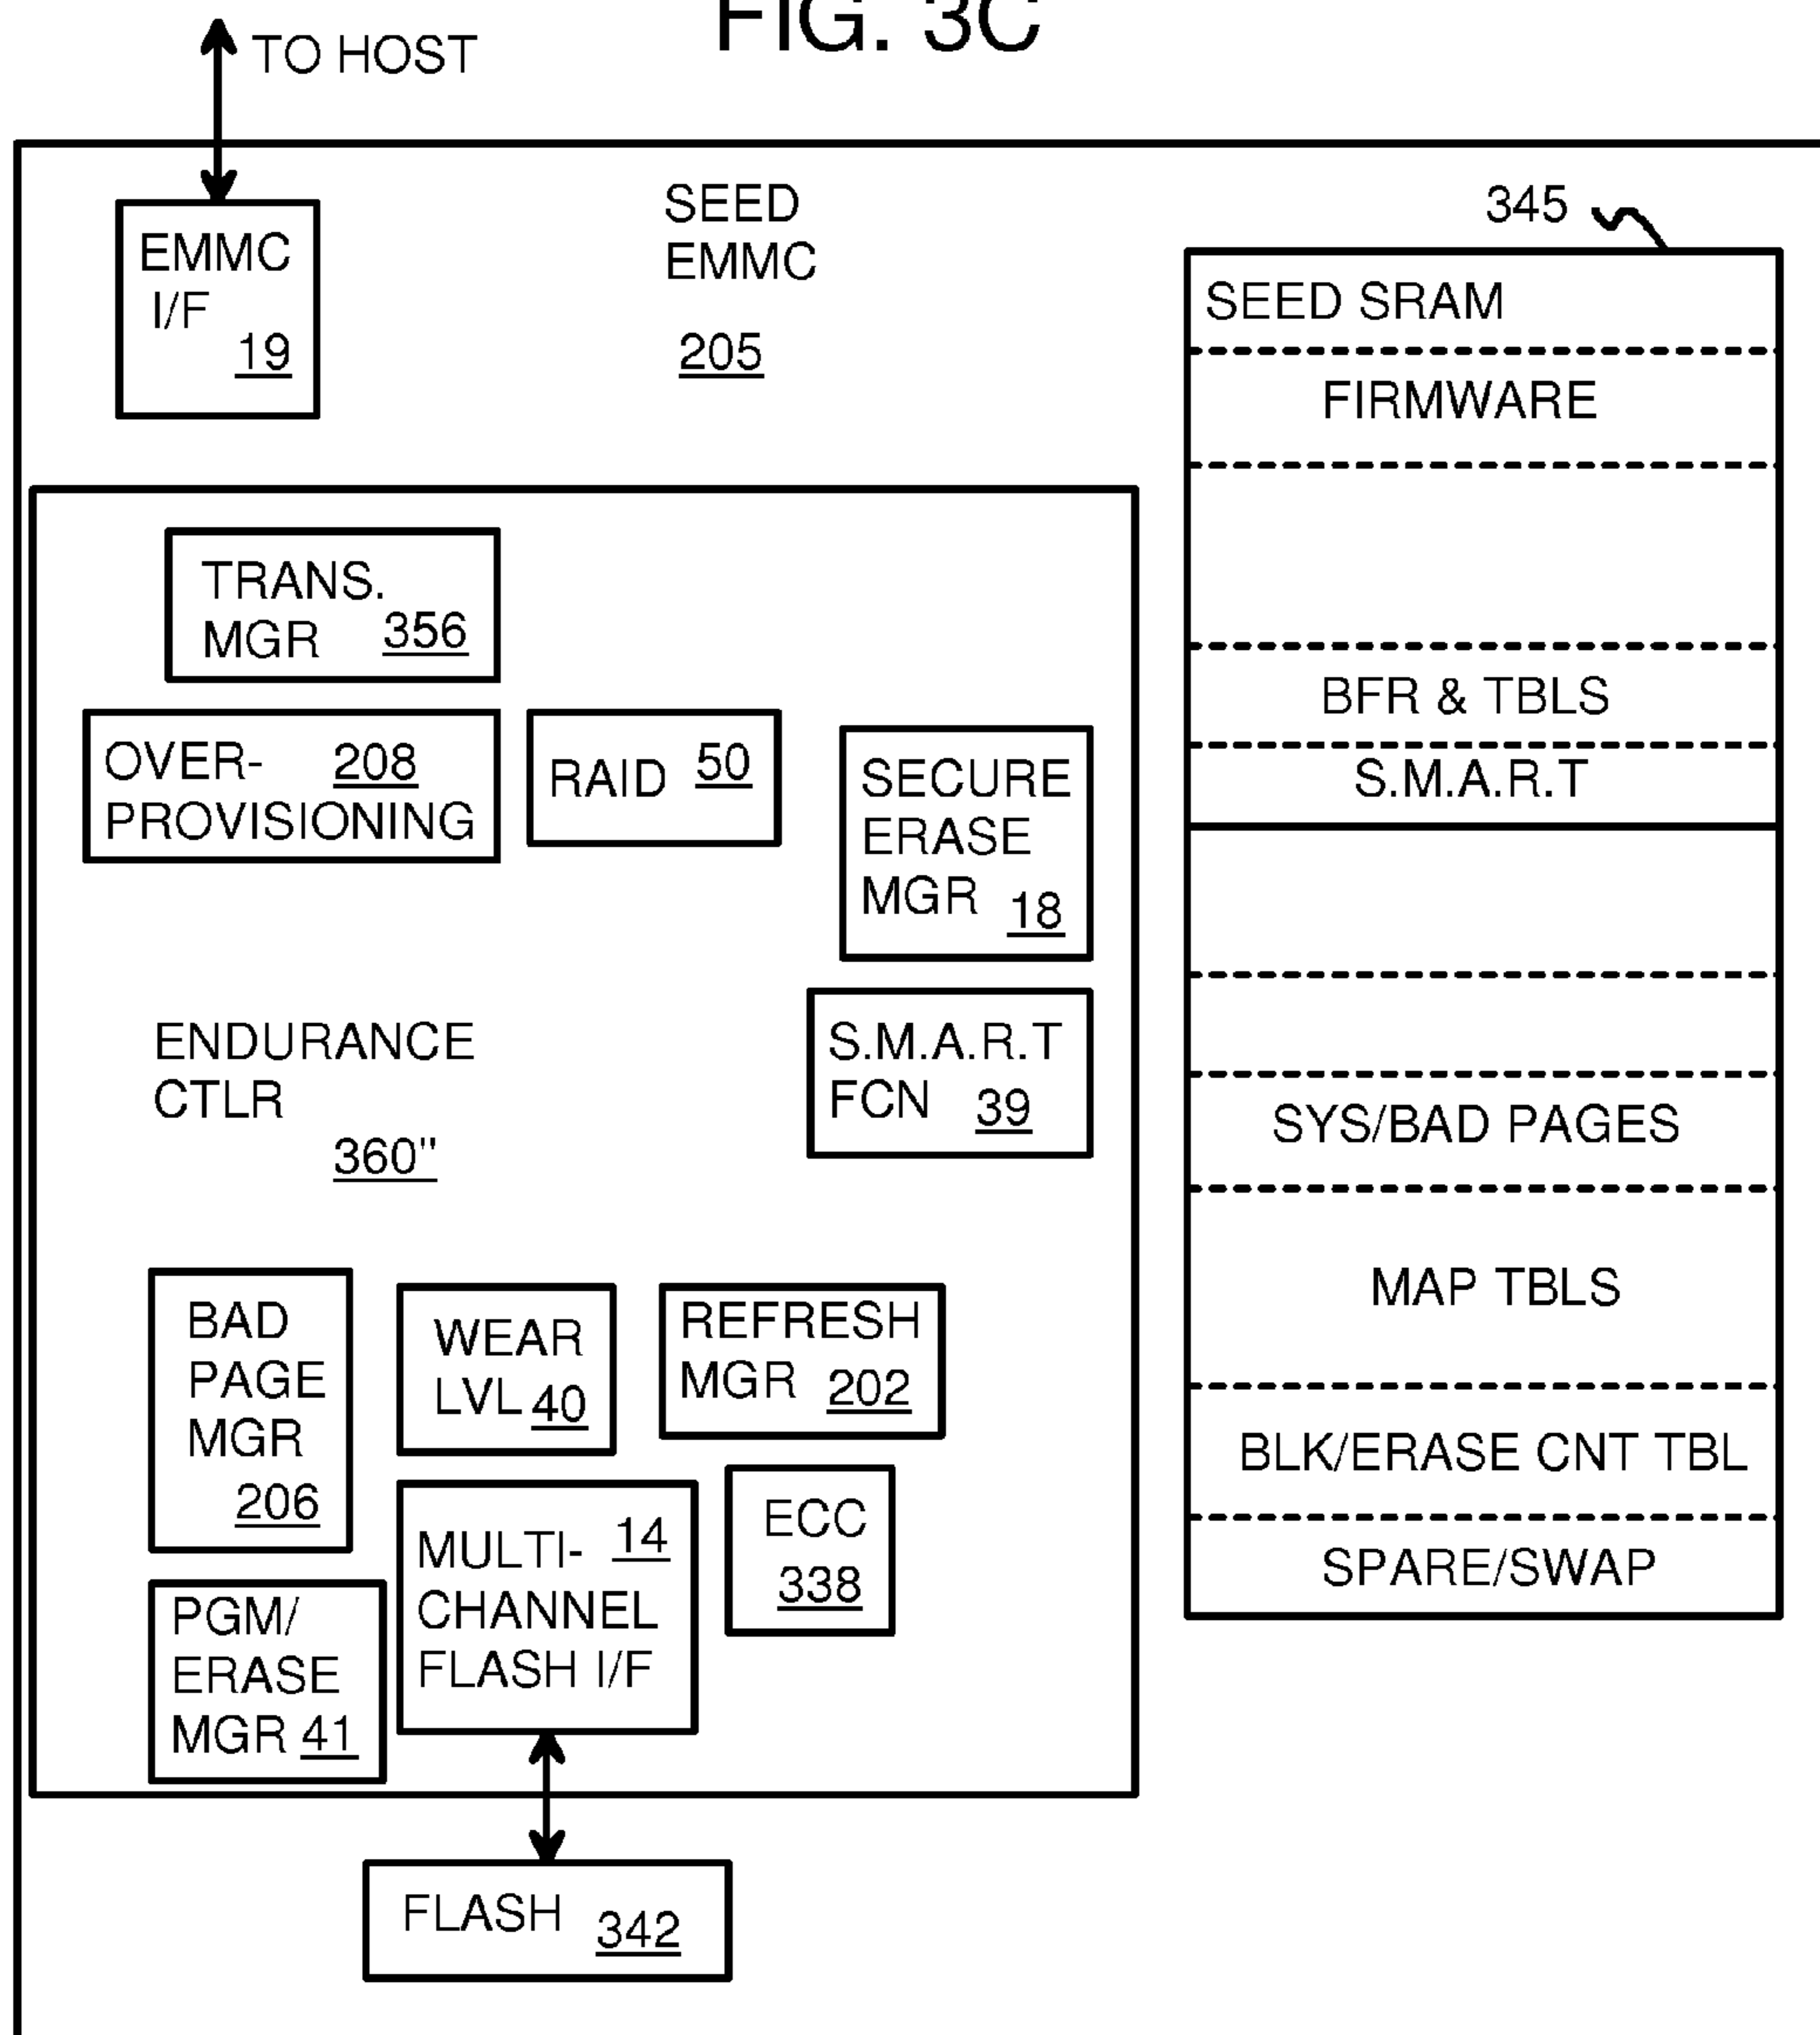 FIG. 3C
TO HOST
EMMC
I/F
19
SEED
EMMC
205
345
SEED SRAM
FIRMWARE
BFR & TBLS
S.M.A.R.T
SYS/BAD PAGES
MAP TBLS
BLK/ERASE CNT TBL
SPARE/SWAP
TRANS.
MGR 356
OVER- 208
PROVISIONING
RAID 50
SECURE
ERASE
MGR 18
S.M.A.R.T
FCN 39
ENDURANCE
CTLR
360"
BAD
PAGE
MGR
206
WEAR
LVL 40
REFRESH
MGR 202
PGM/
ERASE
MGR 41
MULTI- 14
CHANNEL
FLASH I/F
ECC
338
FLASH 342